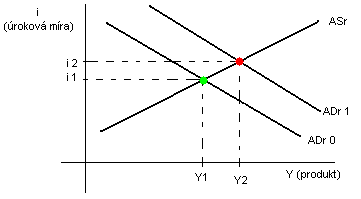 i
(úroková míra)
ASr
i 2
i 1
ADr 1
ADr 0
Y1
Y2
Y (produkt)